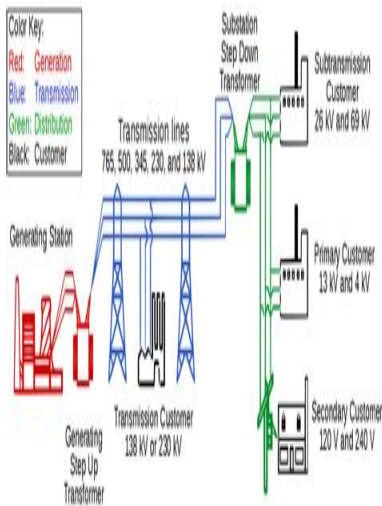 Color Key:
Red: Generation
Blue: Transmission
Green: Distribution
Black: Customer
Substation
Step Down
Transformer
Subtransmission
Customer
26 kV and 69 kV
Transmission lines
765, 500, 345, 230, and 138 kV
Generating Station
Primary Customer
13 kV and 4 kV
Transmission Customer
138 kV or 230 kV
Generating
Step Up
Transformer
Secondary Customer
120 V and 240 V